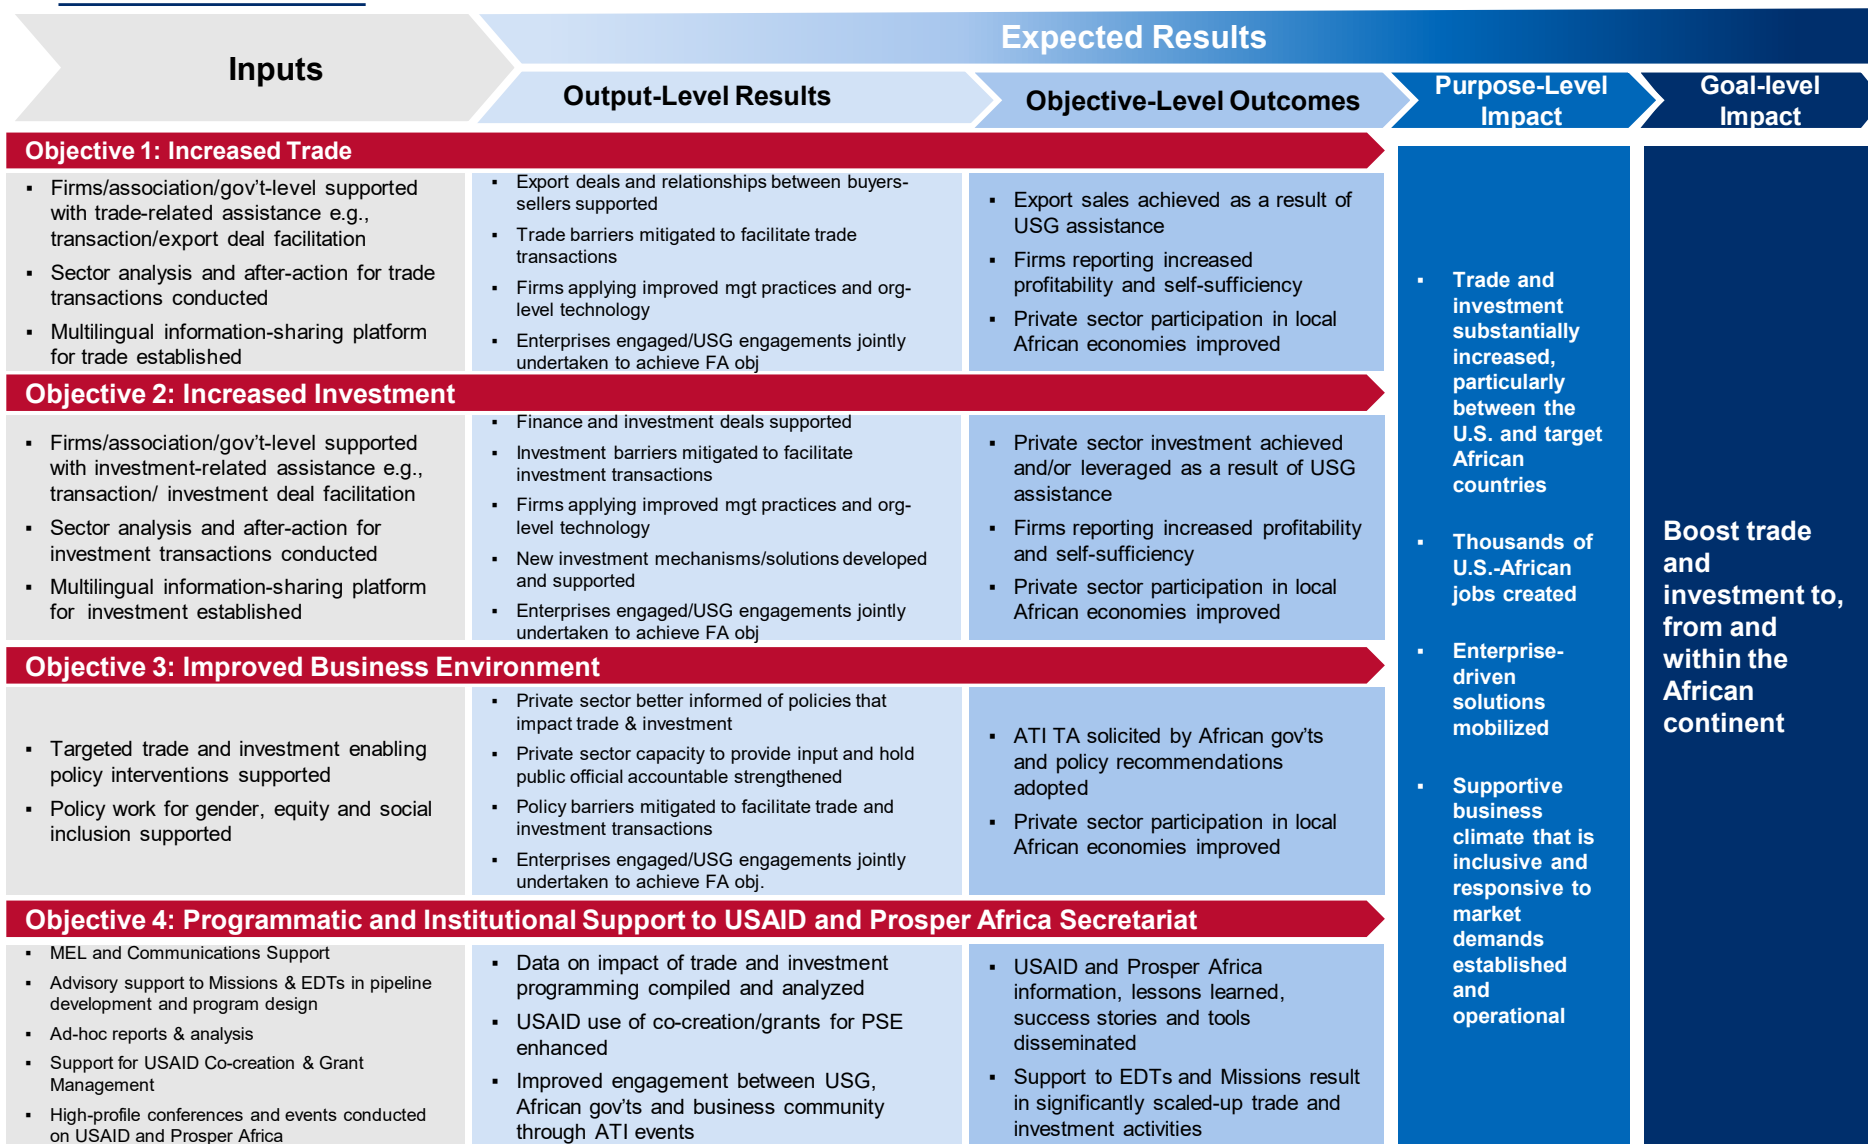 Inputs
Expected Results
Output-Level Results
Objective-Level Outcomes
Purpose-Level
Impact
Goal-level
Impact
Objective 1: Increased Trade
▪ Firms/association/gov't-level supported
with trade-related assistance e.g.,
transaction/export deal facilitation
▪ Sector analysis and after-action for trade
transactions conducted
▪ Multilingual information-sharing platform
for trade established
▪ Export deals and relationships between buyers-
sellers supported
▪ Trade barriers mitigated to facilitate trade
transactions
▪ Firms applying improved mgt practices and org-
level technology
▪ Enterprises engaged/USG engagements jointly
undertaken to achieve FA obj
▪ Export sales achieved as a result of
USG assistance
▪ Firms reporting increased
profitability and self-sufficiency
▪ Private sector participation in local
African economies improved
Objective 2: Increased Investment
▪ Firms/association/gov't-level supported
with investment-related assistance e.g.,
transaction/ investment deal facilitation
▪ Sector analysis and after-action for
investment transactions conducted
▪ Multilingual information-sharing platform
for investment established
▪ Finance and investment deals supported
▪ Investment barriers mitigated to facilitate
investment transactions
▪ Firms applying improved mgt practices and org-
level technology
▪ New investment mechanisms/solutions developed
and supported
▪ Enterprises engaged/USG engagements jointly
undertaken to achieve FA obj
▪ Private sector investment achieved
and/or leveraged as a result of USG
assistance
▪ Firms reporting increased profitability
and self-sufficiency
▪ Private sector participation in local
African economies improved
Objective 3: Improved Business Environment
▪ Targeted trade and investment enabling
policy interventions supported
▪ Policy work for gender, equity and social
inclusion supported
▪ Private sector better informed of policies that
impact trade & investment
▪ Private sector capacity to provide input and hold
public official accountable strengthened
▪ Policy barriers mitigated to facilitate trade and
investment transactions
▪ Enterprises engaged/USG engagements jointly
undertaken to achieve FA obj.
▪ ATI TA solicited by African gov'ts
and policy recommendations
adopted
▪ Private sector participation in local
African economies improved
Objective 4: Programmatic and Institutional Support to USAID and Prosper Africa Secretariat
▪ MEL and Communications Support
▪ Advisory support to Missions & EDTs in pipeline
development and program design
▪ Ad-hoc reports & analysis
▪ Support for USAID Co-creation & Grant
Management
▪ High-profile conferences and events conducted
on USAID and Prosper Africa
▪ Data on impact of trade and investment
programming compiled and analyzed
▪ USAID use of co-creation/grants for PSE
enhanced
▪ Improved engagement between USG,
African gov'ts and business community
through ATI events
▪ USAID and Prosper Africa
information, lessons learned,
success stories and tools
disseminated
▪ Support to EDTs and Missions result
in significantly scaled-up trade and
investment activities
▪ Trade and
investment
substantially
increased,
particularly
between the
U.S. and target
African
countries
▪ Thousands of
U.S.-African
jobs created
▪ Enterprise-
driven
solutions
mobilized
▪ Supportive
business
climate that is
inclusive and
responsive to
market
demands
established
and
operational
Boost trade
and
investment to,
from and
within the
African
continent